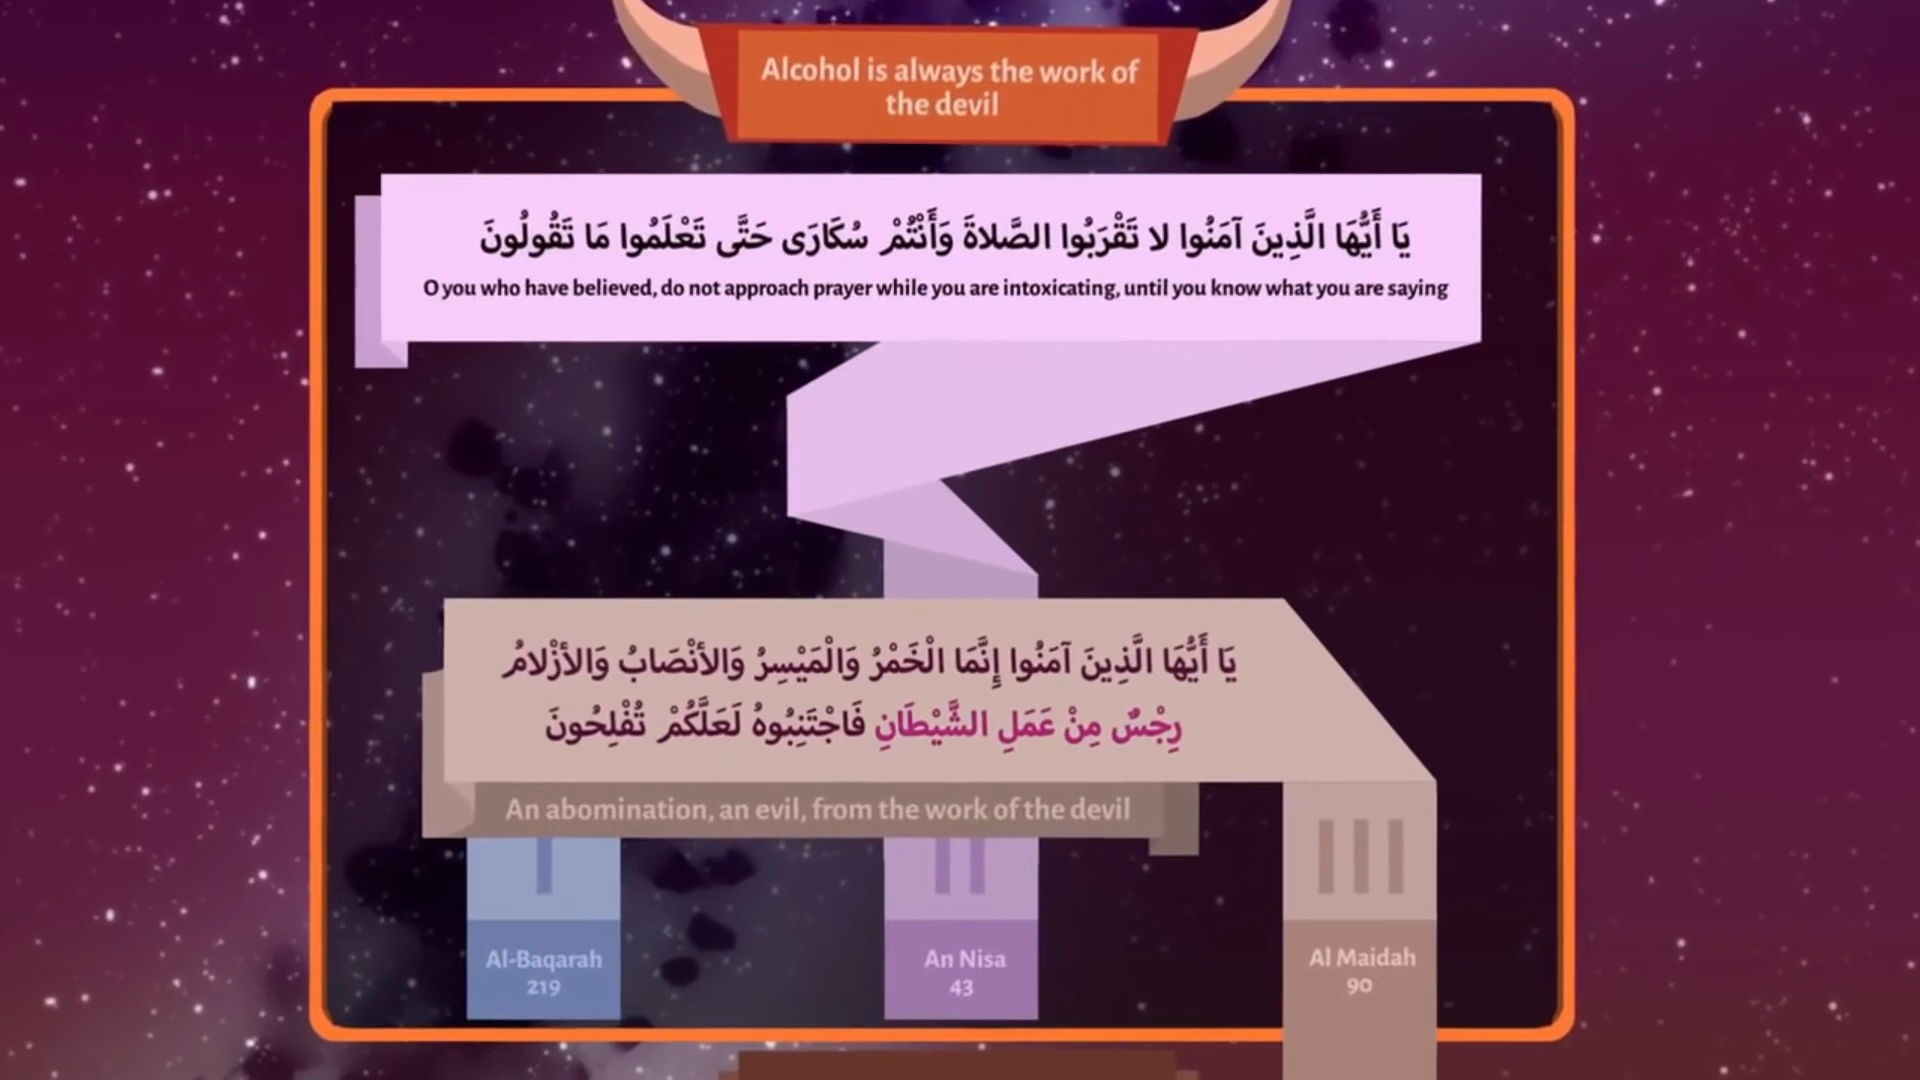 Alcohol is always the work of
the devil
يَا أَيُّهَا الَّذِينَ آمَنُوا لا تَقْرَبُوا الصَّلاةَ وَأَنْتُمْ سُكَارَى حَتَّى تَعْلَمُوا مَا تَقُولُونَ
O you who have believed, do not approach prayer while you are intoxicating, until you know what you are saying
يَا أَيُّهَا الَّذِينَ آمَنُوا إِنَّمَا الْخَمْرُ وَالْمَيْسِرُ وَالأنْصَابُ وَالأزْلامُ
رِجْسٌ مِنْ عَمَلِ الشَّيْطَانِ فَاجْتَنِبُوهُ لَعَلَّكُمْ تُفْلِحُونَ
An abomination, an evil, from the work of the devil
I II III
Al-Baqarah An Nisa Al Maidah
219 43 90